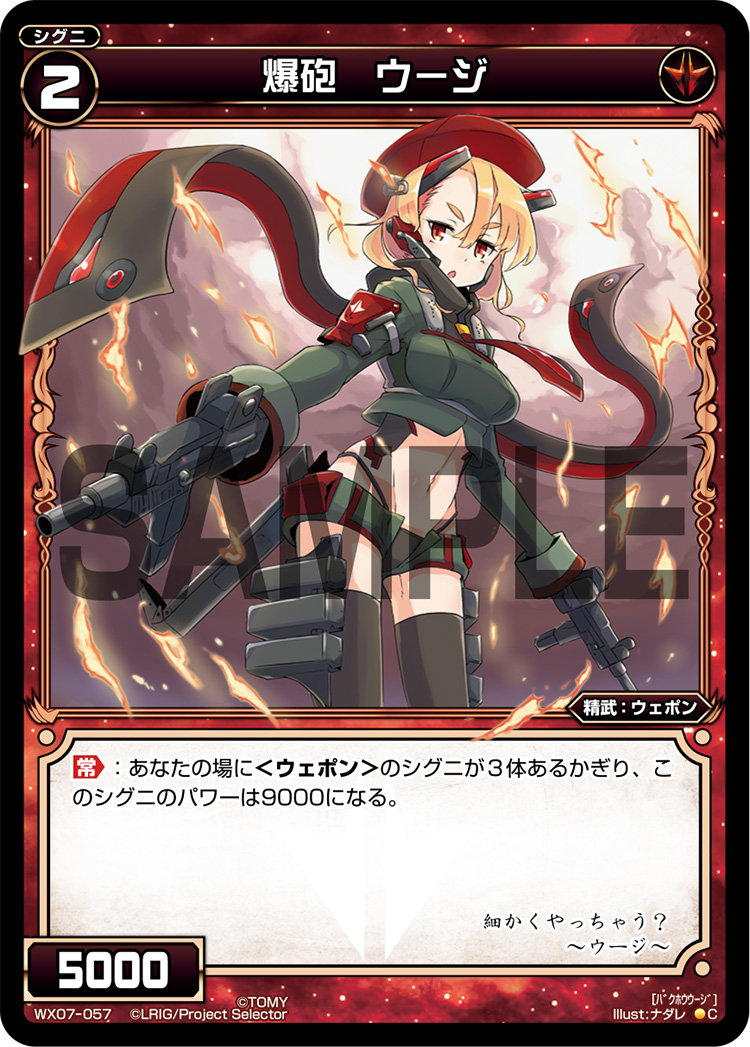 シグニ
2
爆砲　ウージ
SAMPLE
精武：ウェポン
常：あなたの場に<ウェポン>のシグニが３体あるかぎり、こ
のシグニのパワーは9000になる。
細かくやっちゃう？
～ウージ～
5000
©TOMY
[ﾊﾞｸﾎｳウージ]
WX07-057 ©LRIG/Project Selector
Illust:ナダレ C